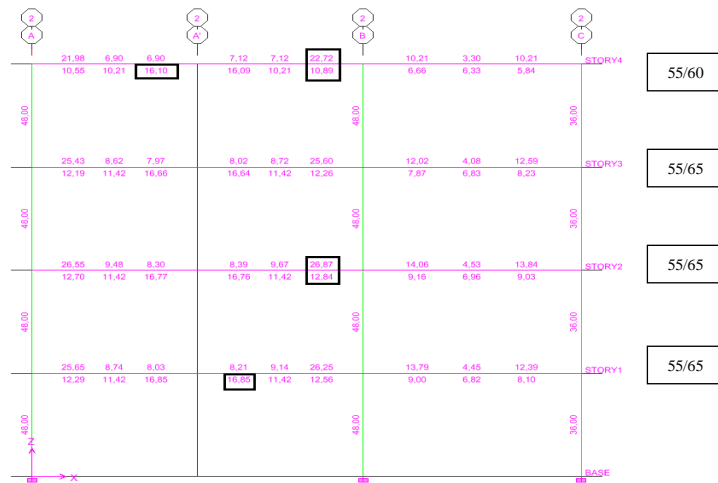 2 2 2 2
A A' B C
21,98 6,90 6,90 7,12 7,12 22,72 10,21 3,30 10,21
STORY4
10,55 10,21 16,10 16,09 10,21 10,89 6,66 6,33 5,84
55/60
48,00 48,00 36,00
25,43 8,62 7,97 8,02 8,72 25,60 12,02 4,08 12,59
STORY3
12,19 11,42 16,66 16,64 11,42 12,26 7,87 6,83 8,23
55/65
48,00 48,00 36,00
26,55 9,48 8,30 8,39 9,67 26,87 14,06 4,53 13,84
STORY2
12,70 11,42 16,77 16,76 11,42 12,84 9,16 6,96 9,03
55/65
48,00 48,00 36,00
25,65 8,74 8,03 8,21 9,14 26,25 13,79 4,45 12,39
STORY1
12,29 11,42 16,85 16,85 11,42 12,56 9,00 6,82 8,10
55/65
48,00 48,00 36,00
Z
X
BASE